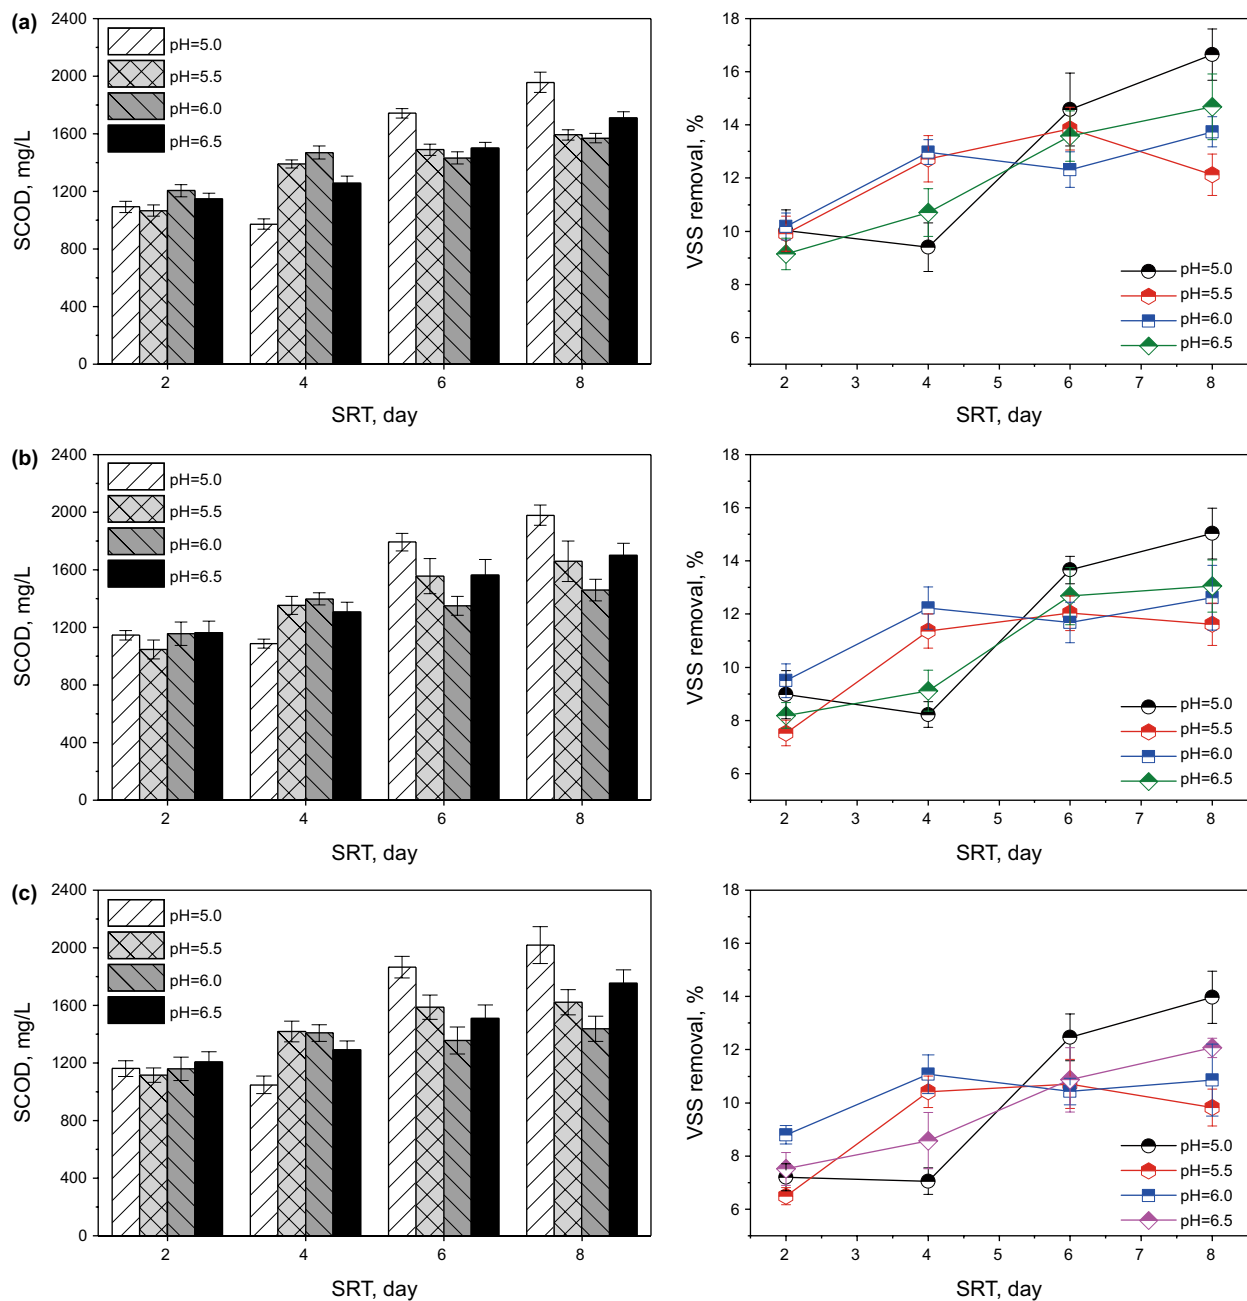 (a)
2400
2000
1600
1200
800
400
0
SCOD, mg/L
pH=5.0
pH=5.5
pH=6.0
pH=6.5
2 4 6 8
SRT, day
18
16
14
12
10
8
6
VSS removal, %
pH=5.0
pH=5.5
pH=6.0
pH=6.5
2 3 4 5 6 7 8
SRT, day
(b)
2400
2000
1600
1200
800
400
0
SCOD, mg/L
pH=5.0
pH=5.5
pH=6.0
pH=6.5
2 4 6 8
SRT, day
18
16
14
12
10
8
6
VSS removal, %
pH=5.0
pH=5.5
pH=6.0
pH=6.5
2 3 4 5 6 7 8
SRT, day
(c)
2400
2000
1600
1200
800
400
0
SCOD, mg/L
pH=5.0
pH=5.5
pH=6.0
pH=6.5
2 4 6 8
SRT, day
18
16
14
12
10
8
6
VSS removal, %
pH=5.0
pH=5.5
pH=6.0
pH=6.5
2 3 4 5 6 7 8
SRT, day